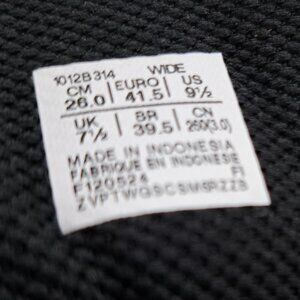 1012B314 WIDE
CM EURO US
26.0 41.5 9½
UK BR CN
7½ 39.5 260(3.0)
MADE IN INDONESIA
FABRIQUE EN INDONESIE
F120524 F1